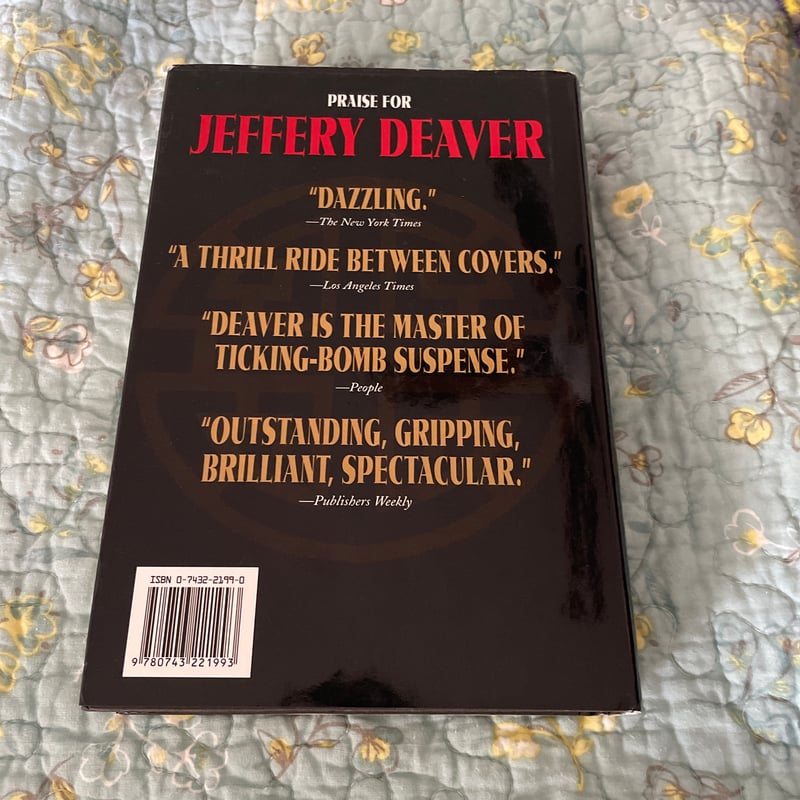 PRAISE FOR
JEFFERY DEAVER
“DAZZLING.”
—The New York Times
“A THRILL RIDE BETWEEN COVERS.”
—Los Angeles Times
“DEAVER IS THE MASTER OF
TICKING-BOMB SUSPENSE.”
—People
“OUTSTANDING, GRIPPING,
BRILLIANT, SPECTACULAR.”
—Publishers Weekly
ISBN 0-7432-2199-0
9 780743 221993